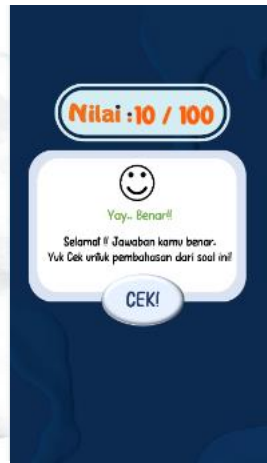 Nilai :10 / 100
Yay.. Benar!!
Selamat !! Jawaban kamu benar.
Yuk Cek untuk pembahasan dari soal ini!
CEK!